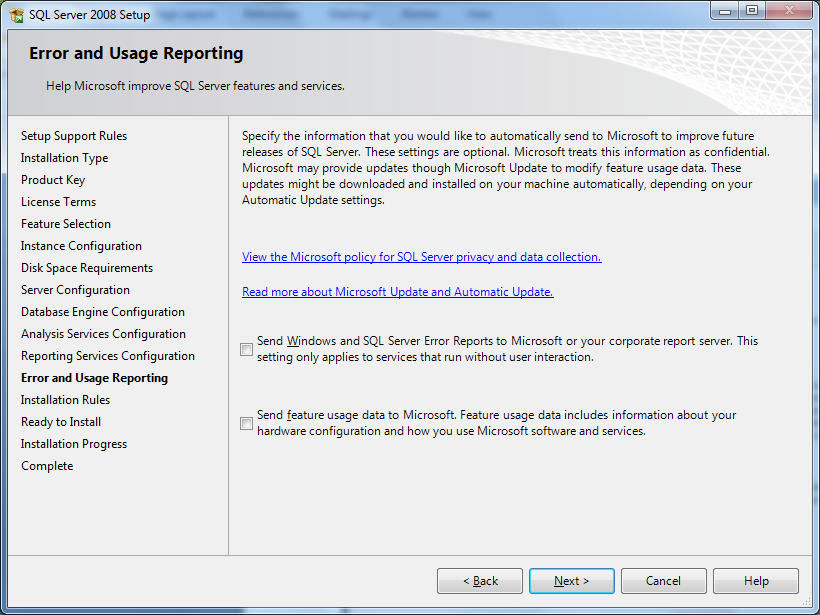 SQL Server 2008 Setup
Error and Usage Reporting
Help Microsoft improve SQL Server features and services.
Setup Support Rules
Installation Type
Product Key
License Terms
Feature Selection
Instance Configuration
Disk Space Requirements
Server Configuration
Database Engine Configuration
Analysis Services Configuration
Reporting Services Configuration
Error and Usage Reporting
Installation Rules
Ready to Install
Installation Progress
Complete
Specify the information that you would like to automatically send to Microsoft to improve future
releases of SQL Server. These settings are optional. Microsoft treats this information as confidential.
Microsoft may provide updates though Microsoft Update to modify feature usage data. These
updates might be downloaded and installed on your machine automatically, depending on your
Automatic Update settings.
View the Microsoft policy for SQL Server privacy and data collection.
Read more about Microsoft Update and Automatic Update.
Send Windows and SQL Server Error Reports to Microsoft or your corporate report server. This
setting only applies to services that run without user interaction.
Send feature usage data to Microsoft. Feature usage data includes information about your
hardware configuration and how you use Microsoft software and services.
< Back
Next >
Cancel
Help